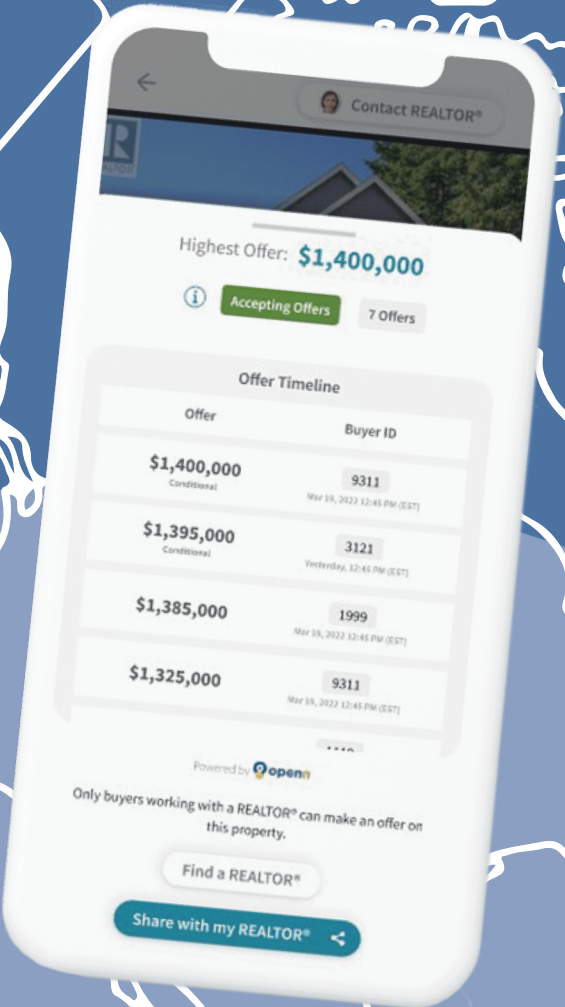 Contact REALTOR®
R
Highest Offer: $1,400,000
Accepting Offers
7 Offers
Offer Timeline
Offer
Buyer ID
$1,400,000
9311
Conditional
Mar 19, 2022 12:45 PM (EST)
$1,395,000
3121
Conditional
Yesterday, 12:45 PM (EST)
$1,385,000
1999
Mar 19, 2022 12:45 PM (EST)
$1,325,000
9311
Mar 19, 2022 12:45 PM (EST)
Powered by openn
Only buyers working with a REALTOR® can make an offer on
this property.
Find a REALTOR®
Share with my REALTOR®